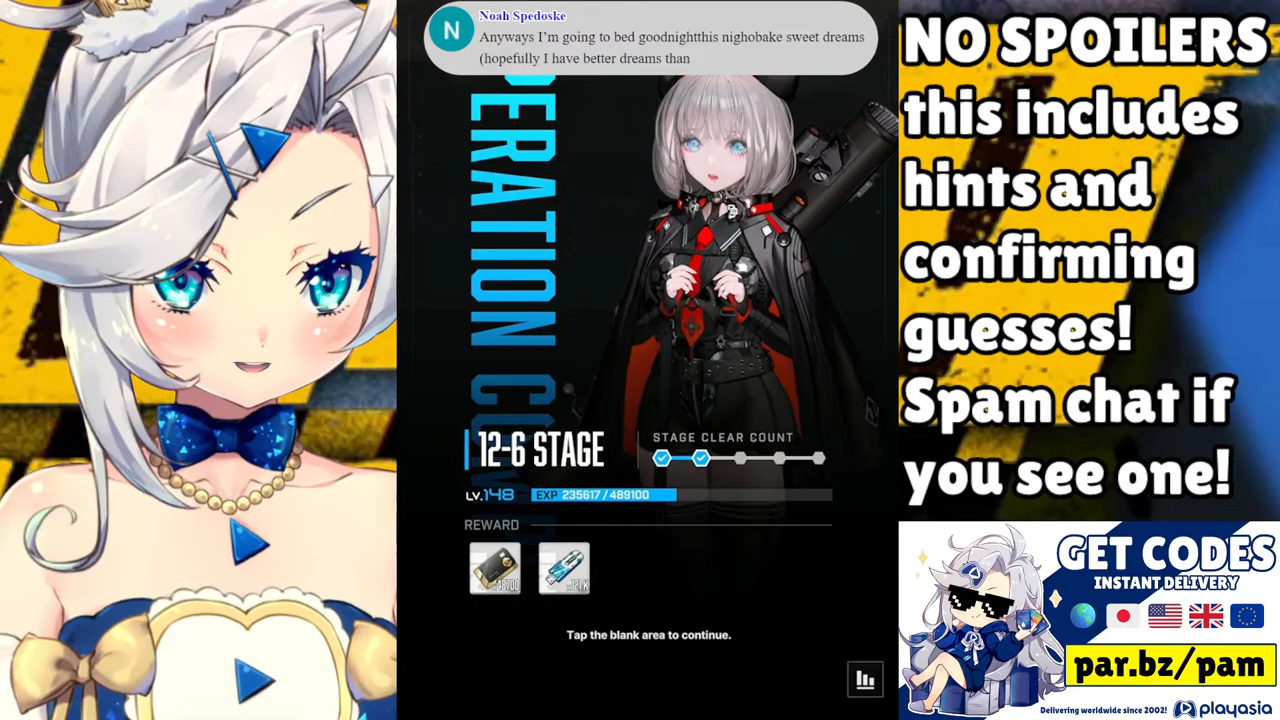 Noah Spedoske
N
Anyways I'm going to bed goodnightthis nighobake sweet dreams
(hopefully I have better dreams than
PERATION CO
12-6 STAGE
STAGE CLEAR COUNT
LV.148
EXP 235617 / 489100
REWARD
Tap the blank area to continue.
NO SPOILERS
this includes
hints and
confirming
guesses!
Spam chat if
you see one!
GET CODES
INSTANT DELIVERY
par.bz/pam
Delivering worldwide since 2002!
playasia